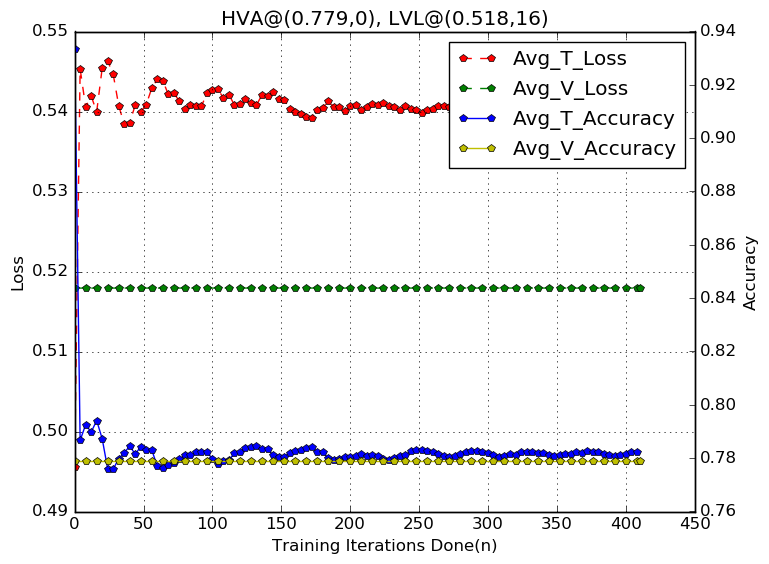 HVA@(0.779,0), LVL@(0.518,16)
Avg_T_Loss
Avg_V_Loss
Avg_T_Accuracy
Avg_V_Accuracy
Loss
0.55
0.54
0.53
0.52
0.51
0.50
0.49
Accuracy
0.94
0.92
0.90
0.88
0.86
0.84
0.82
0.80
0.78
0.76
0 50 100 150 200 250 300 350 400 450
Training Iterations Done(n)